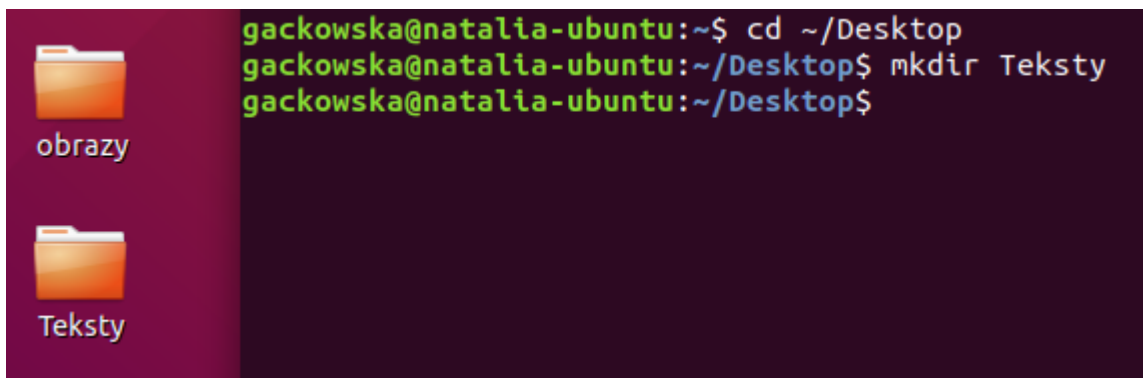 gackowska@natalia-ubuntu:~$ cd ~/Desktop
gackowska@natalia-ubuntu:~/Desktop$ mkdir Teksty
gackowska@natalia-ubuntu:~/Desktop$
obrazy
Teksty